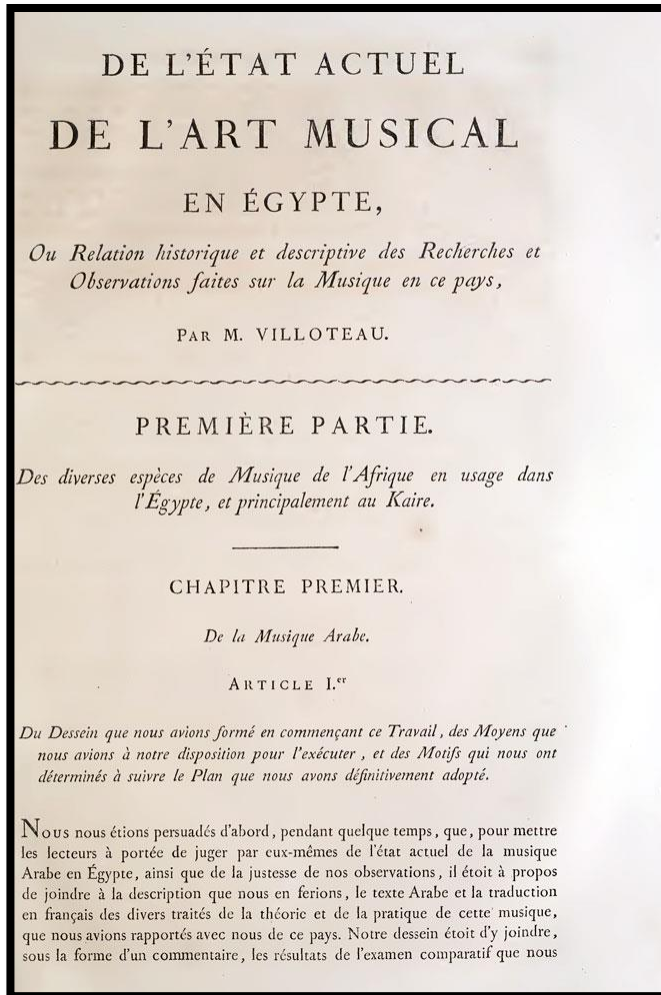 DE L'ÉTAT ACTUEL
DE L'ART MUSICAL
EN ÉGYPTE,
Ou Relation historique et descriptive des Recherches et
Observations faites sur la Musique en ce pays,
PAR M. VILLOTEAU.
PREMIÈRE PARTIE.
Des diverses espèces de Musique de l'Afrique en usage dans
l'Égypte, et principalement au Kaire.
CHAPITRE PREMIER.
De la Musique Arabe.
ARTICLE I.er
Du Dessein que nous avions formé en commençant ce Travail, des Moyens que
nous avions à notre disposition pour l'exécuter, et des Motifs qui nous ont
déterminés à suivre le Plan que nous avons définitivement adopté.
Nous nous étions persuadés d'abord, pendant quelque temps, que, pour mettre
les lecteurs à portée de juger par eux-mêmes de l'état actuel de la musique
Arabe en Égypte, ainsi que de la justesse de nos observations, il étoit à propos
de joindre à la description que nous en ferions, le texte Arabe et la traduction
en français des divers traités de la théorie et de la pratique de cette musique,
que nous avions rapportés avec nous de ce pays. Notre dessein étoit d'y joindre,
sous la forme d'un commentaire, les résultats de l'examen comparatif que nous